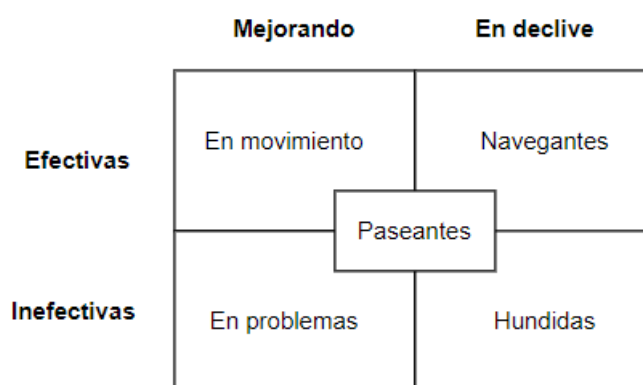 Mejorando
En declive
Efectivas
En movimiento
Navegantes
Paseantes
Inefectivas
En problemas
Hundidas